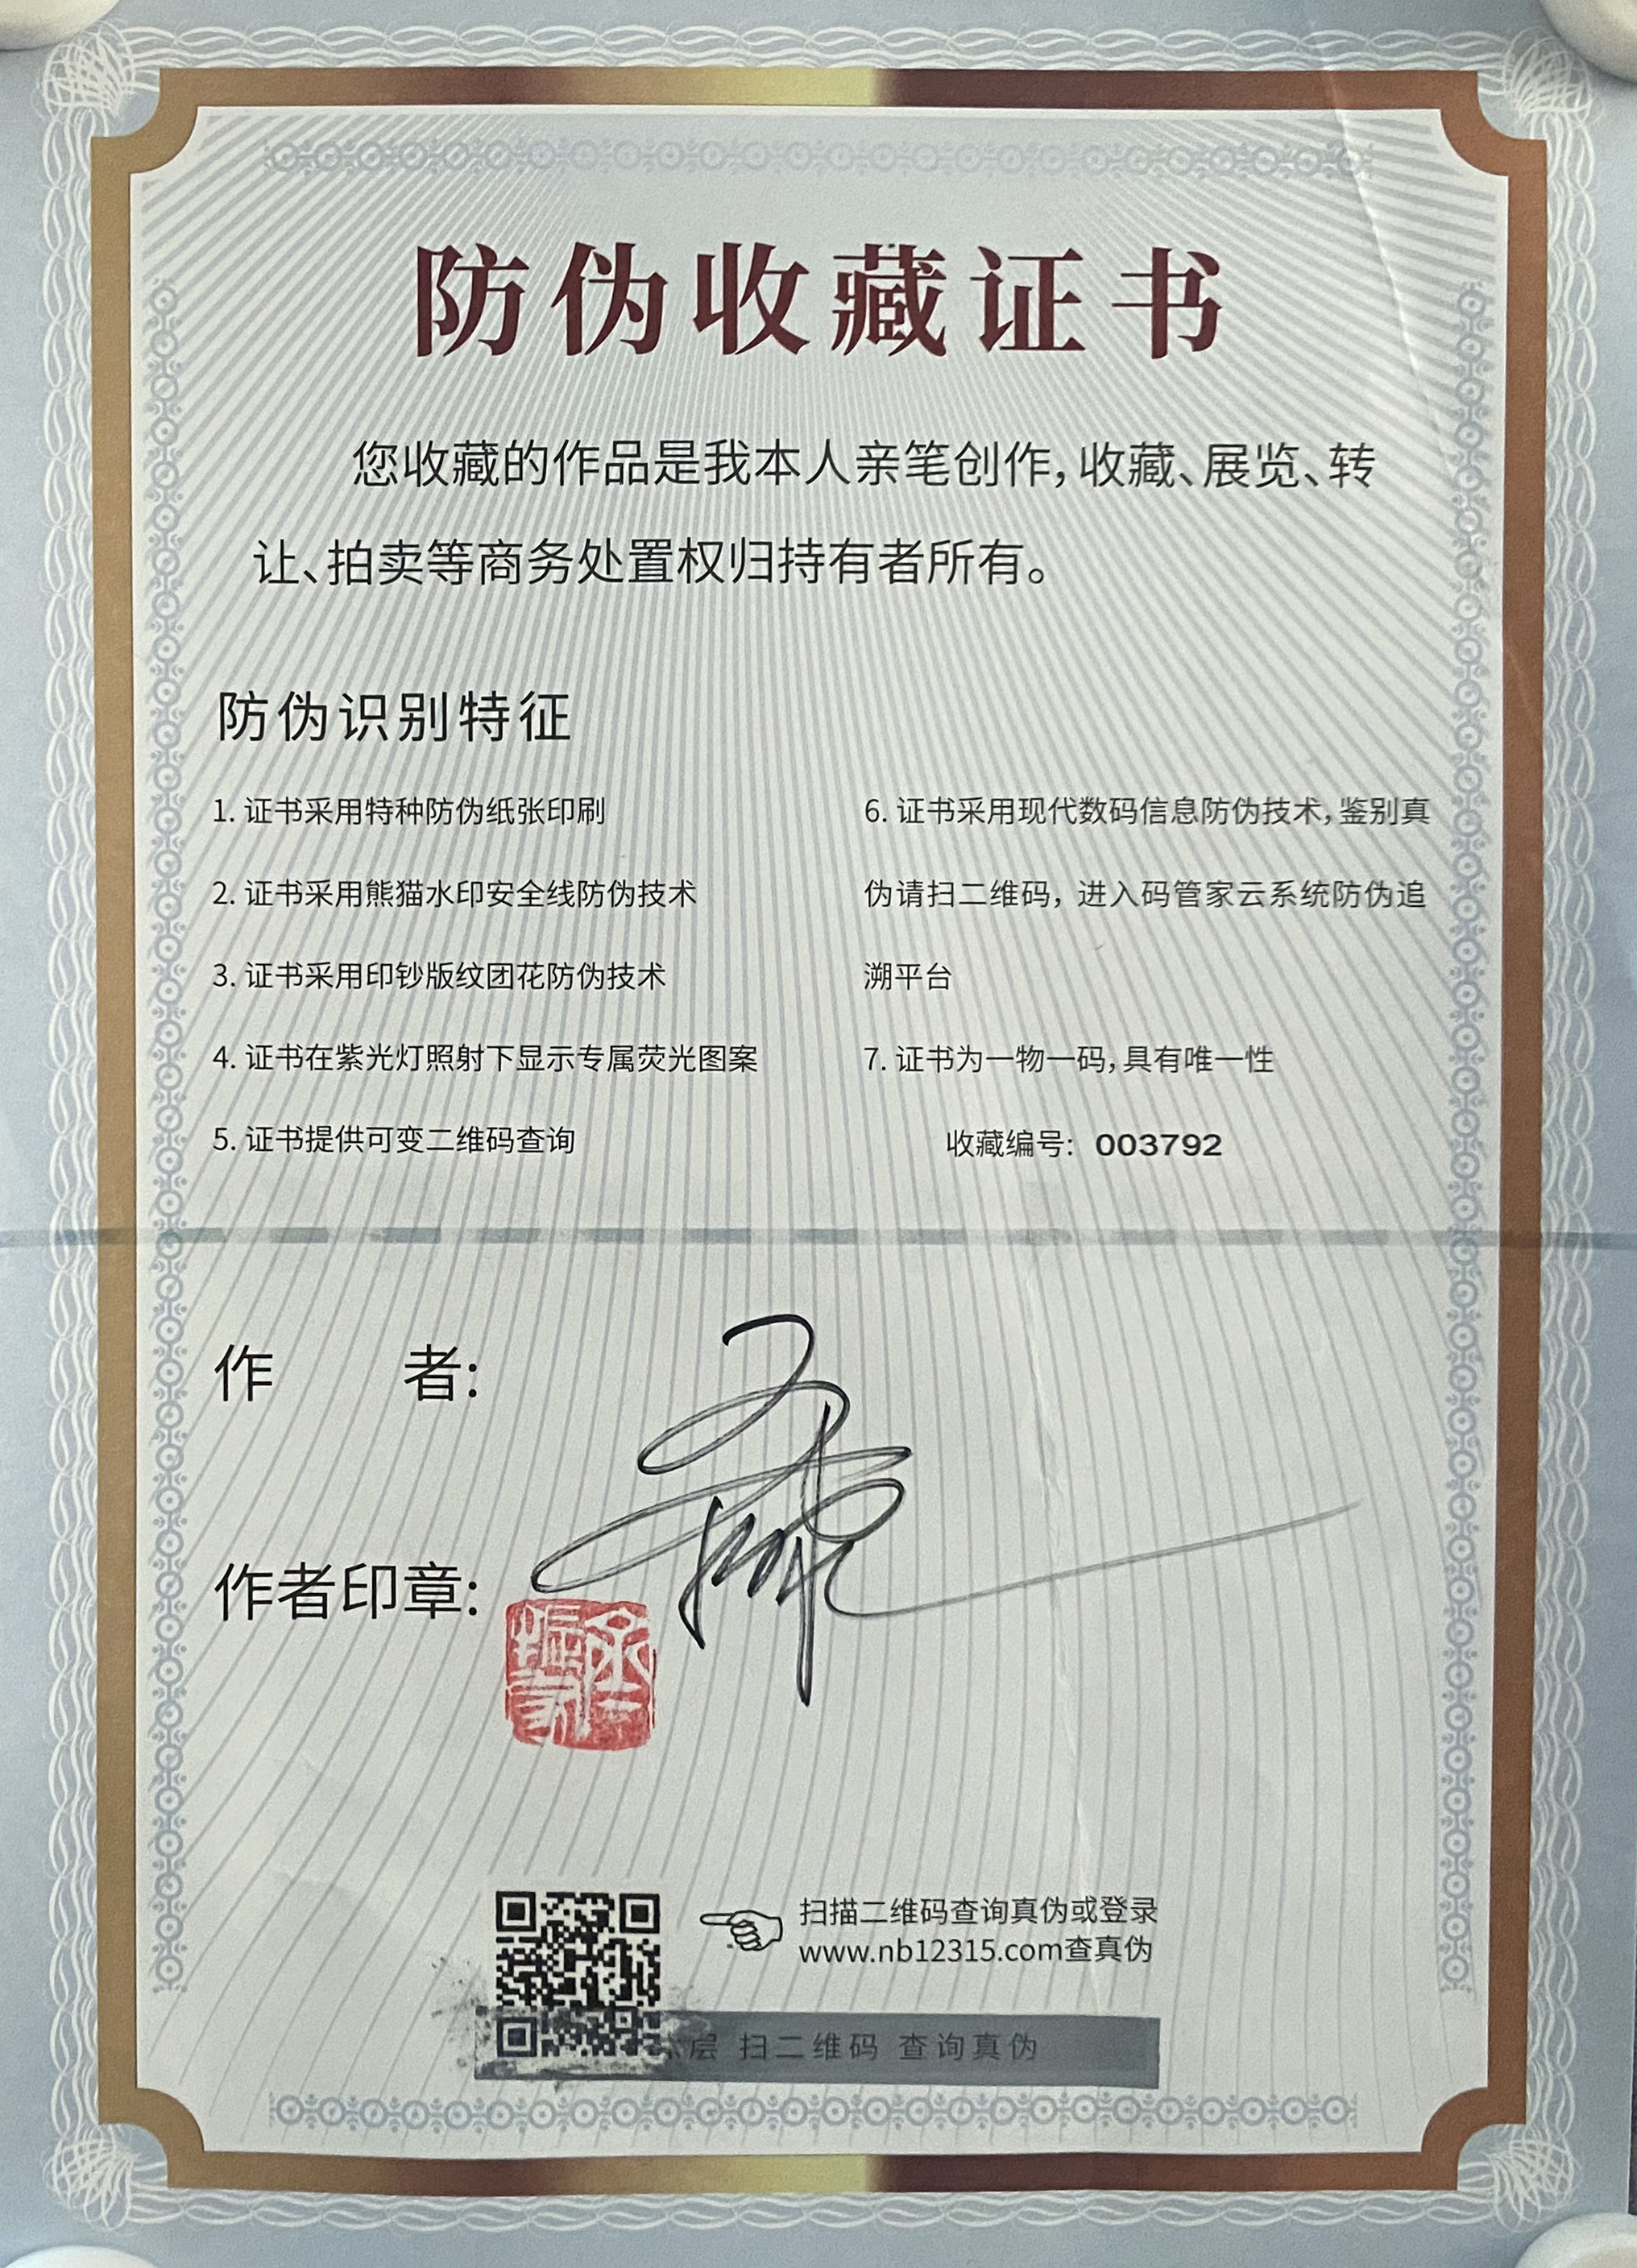 防伪收藏证书
您收藏的作品是我本人亲笔创作，收藏、展览、转
让、拍卖等商务处置权归持有者所有。
防伪识别特征
1. 证书采用特种防伪纸张印刷
2. 证书采用熊猫水印安全线防伪技术
3. 证书采用印钞版纹团花防伪技术
4. 证书在紫光灯照射下显示专属荧光图案
5. 证书提供可变二维码查询
6. 证书采用现代数码信息防伪技术，鉴别真
伪请扫二维码，进入码管家云系统防伪追
溯平台
7. 证书为一物一码，具有唯一性
收藏编号: 003792
作 者:
作者印章:
扫描二维码查询真伪或登录
www.nb12315.com查真伪
层 扫二维码 查询真伪